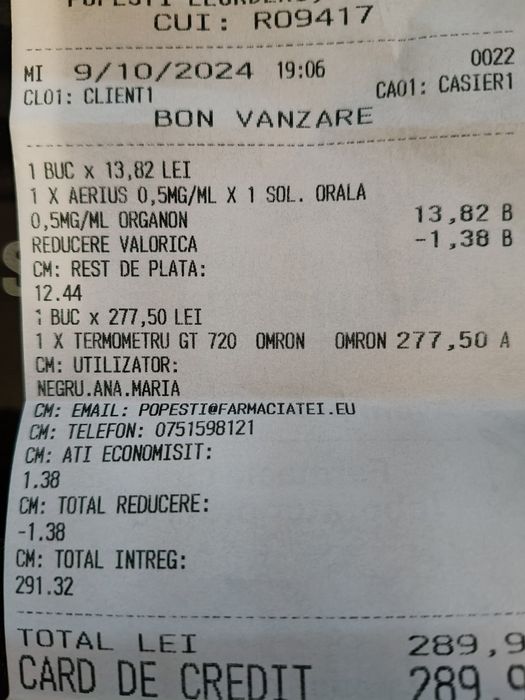 CUI: RO9417
MI 9/10/2024 19:06 0022
CL01: CLIENT1 CA01: CASIER1
BON VANZARE
1 BUC x 13,82 LEI
1 X AERIUS 0,5MG/ML X 1 SOL. ORALA
0,5MG/ML ORGANON 13,82 B
REDUCERE VALORICA -1,38 B
CM: REST DE PLATA:
12.44
1 BUC x 277,50 LEI
1 X TERMOMETRU GT 720 OMRON OMRON 277,50 A
CM: UTILIZATOR:
NEGRU.ANA.MARIA
CM: EMAIL: POPESTI@FARMACIATEI.EU
CM: TELEFON: 0751598121
CM: ATI ECONOMISIT:
1.38
CM: TOTAL REDUCERE:
-1.38
CM: TOTAL INTREG:
291.32
TOTAL LEI 289,9
CARD DE CREDIT 289,9